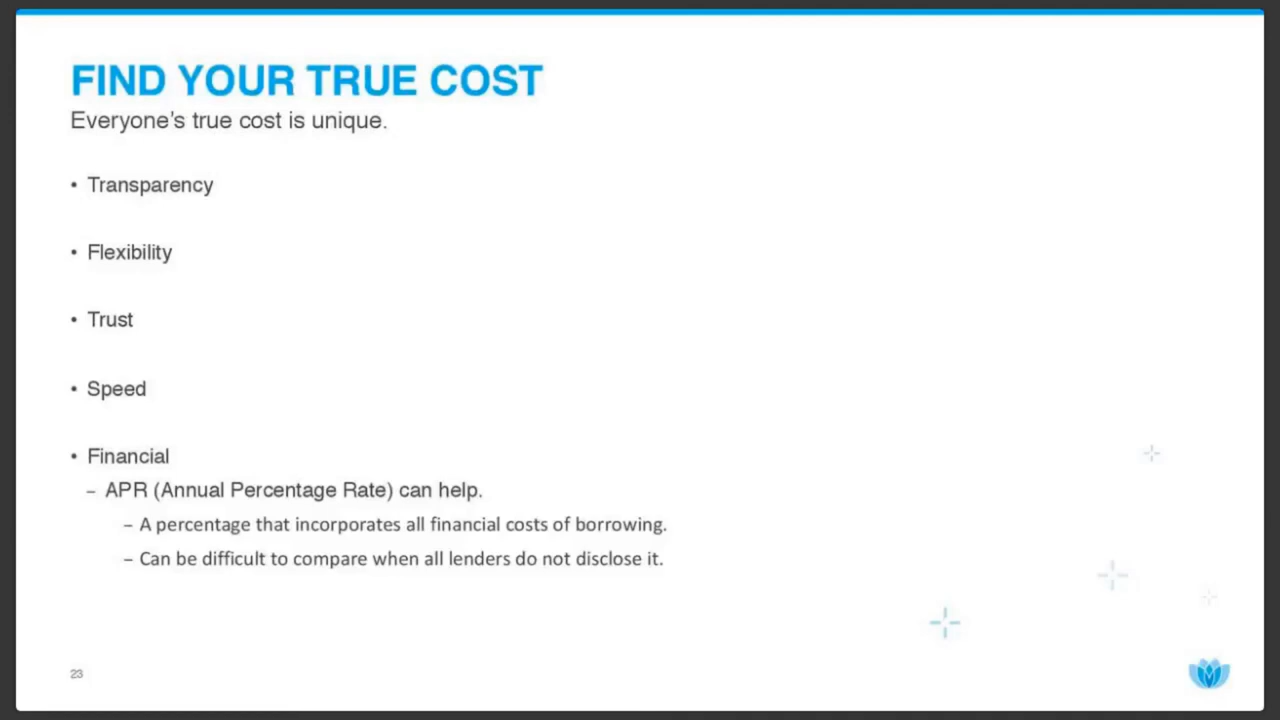 FIND YOUR TRUE COST
Everyone's true cost is unique.
• Transparency
• Flexibility
• Trust
• Speed
• Financial
– APR (Annual Percentage Rate) can help.
– A percentage that incorporates all financial costs of borrowing.
– Can be difficult to compare when all lenders do not disclose it.
23